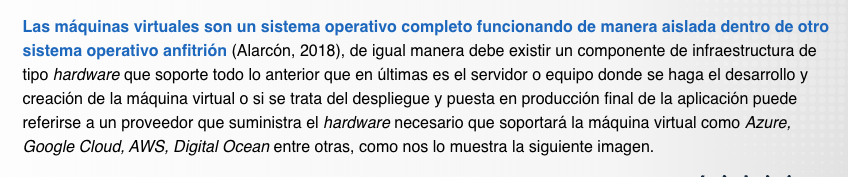 Las máquinas virtuales son un sistema operativo completo funcionando de manera aislada dentro de otro
sistema operativo anfitrión (Alarcón, 2018), de igual manera debe existir un componente de infraestructura de
tipo hardware que soporte todo lo anterior que en últimas es el servidor o equipo donde se haga el desarrollo y
creación de la máquina virtual o si se trata del despliegue y puesta en producción final de la aplicación puede
referirse a un proveedor que suministra el hardware necesario que soportará la máquina virtual como Azure,
Google Cloud, AWS, Digital Ocean entre otras, como nos lo muestra la siguiente imagen.